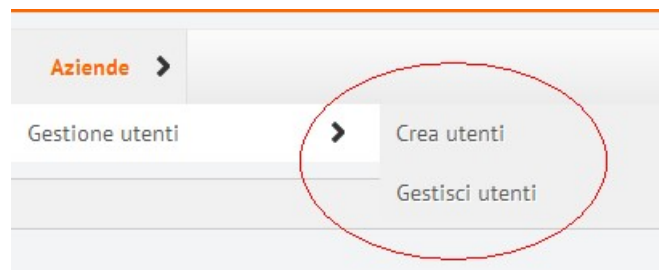 Aziende
Gestione utenti
Crea utenti
Gestisci utenti